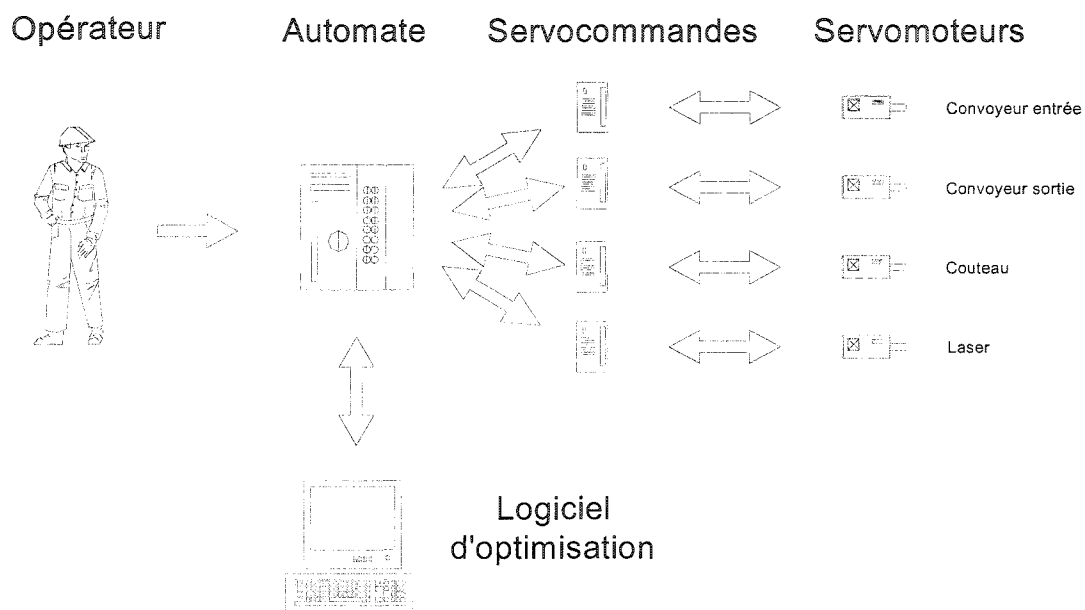 Opérateur
Automate
Servocommandes
Servomoteurs
Convoyeur entrée
Convoyeur sortie
Couteau
Laser
Logiciel
d'optimisation